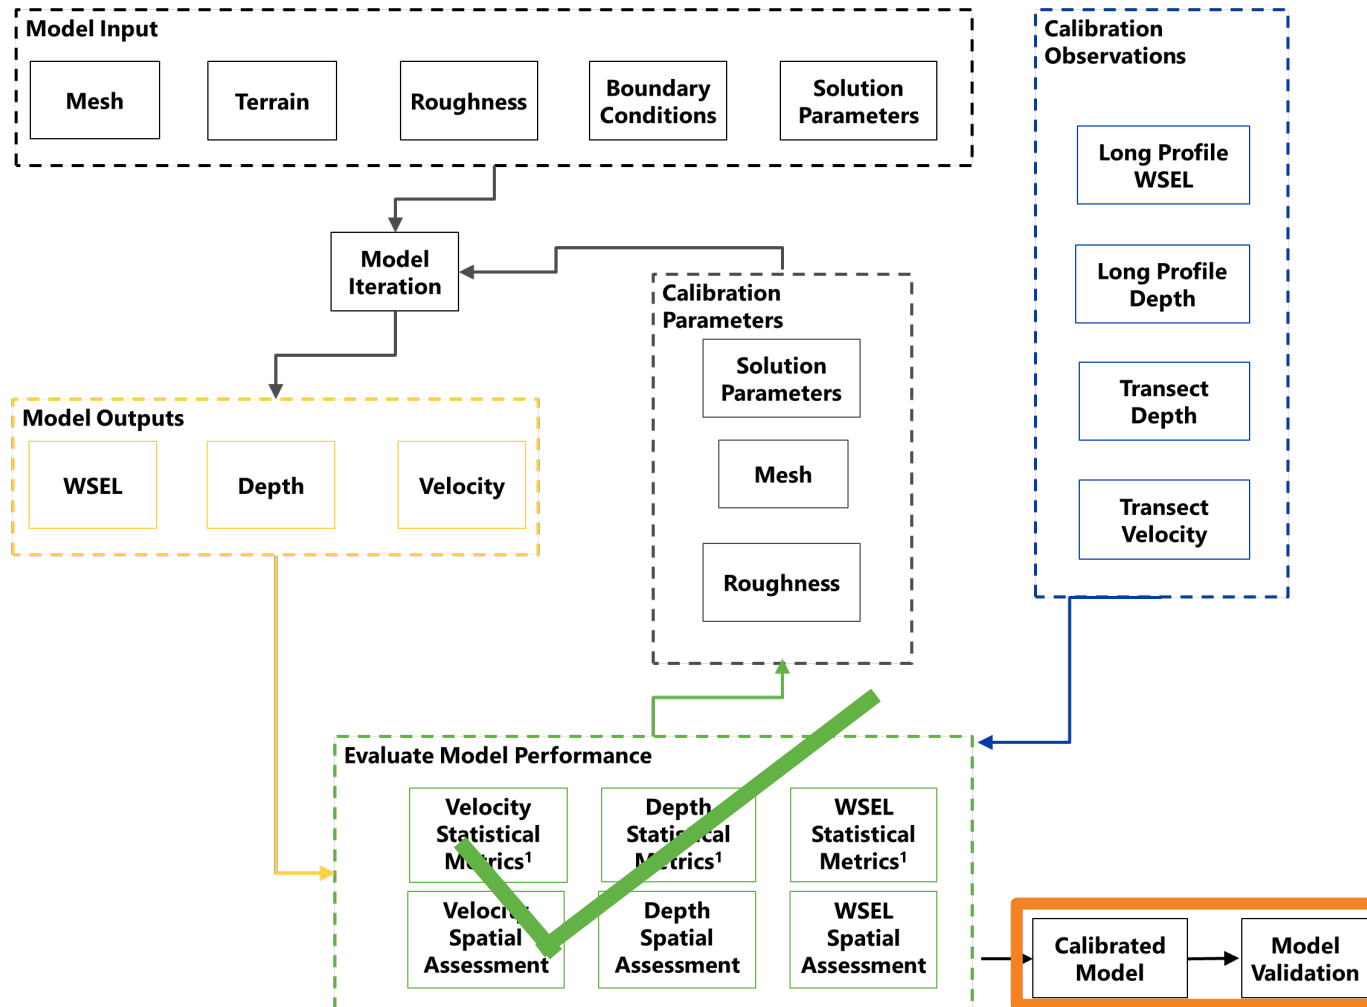 Model Input
Mesh
Terrain
Roughness
Boundary
Conditions
Solution
Parameters
Calibration
Observations
Long Profile
WSEL
Long Profile
Depth
Transect
Depth
Transect
Velocity
Model
Iteration
Calibration
Parameters
Solution
Parameters
Mesh
Roughness
Model Outputs
WSEL
Depth
Velocity
Evaluate Model Performance
Velocity
Statistical
Metrics¹
Depth
Statistical
Metrics¹
WSEL
Statistical
Metrics¹
Velocity
Spatial
Assessment
Depth
Spatial
Assessment
WSEL
Spatial
Assessment
Calibrated
Model
Model
Validation